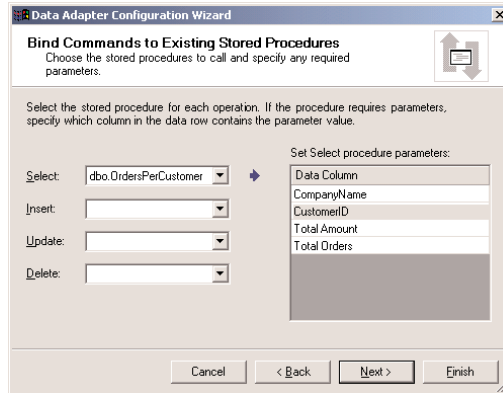 Data Adapter Configuration Wizard
Bind Commands to Existing Stored Procedures
Choose the stored procedures to call and specify any required
parameters.
Select the stored procedure for each operation. If the procedure requires parameters,
specify which column in the data row contains the parameter value.
Set Select procedure parameters:
Select: dbo.OrdersPerCustomer
Data Column
CompanyName
Insert:
CustomerID
Total Amount
Update:
Total Orders
Delete:
Cancel < Back Next > Finish